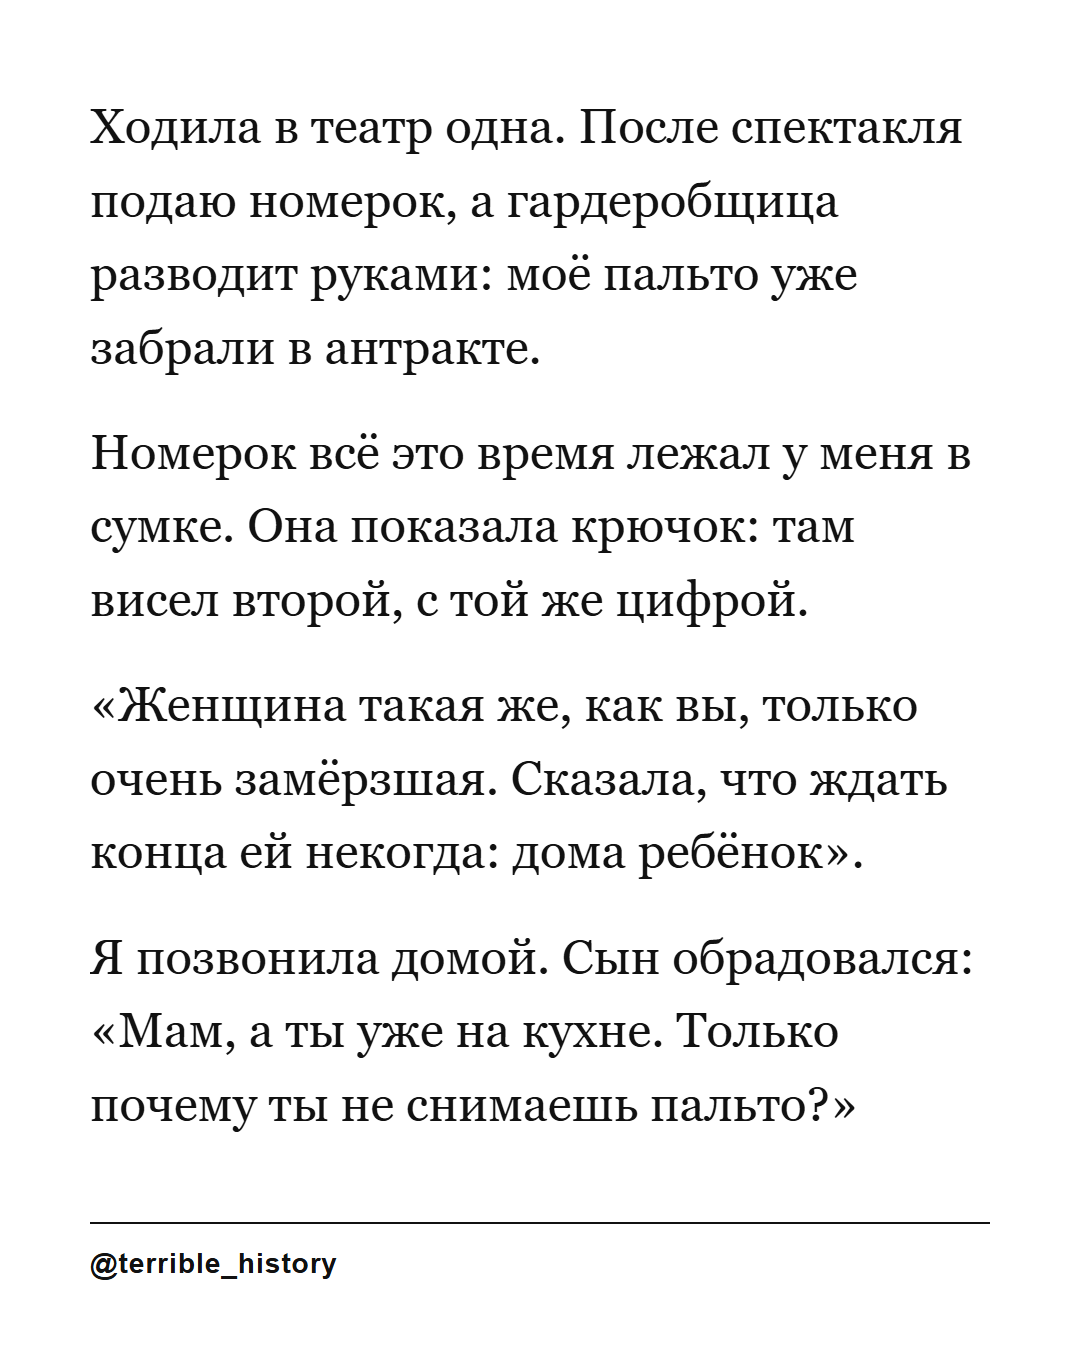 Ходила в театр одна. После спектакля
подаю номерок, а гардеробщица
разводит руками: моё пальто уже
забрали в антракте.
Номерок всё это время лежал у меня в
сумке. Она показала крючок: там
висел второй, с той же цифрой.
«Женщина такая же, как вы, только
очень замёрзшая. Сказала, что ждать
конца ей некогда: дома ребёнок».
Я позвонила домой. Сын обрадовался:
«Мам, а ты уже на кухне. Только
почему ты не снимаешь пальто?»
@terrible_history